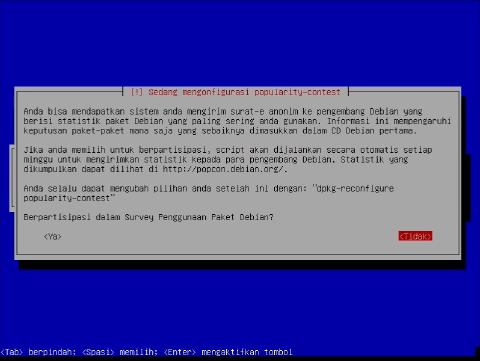 [!] Sedang mengonfigurasi popularity-contest
Anda bisa mendapatkan sistem anda mengirim surat-e anonim ke pengembang Debian yang
berisi statistik paket Debian yang paling sering anda gunakan. Informasi ini mempengaruhi
keputusan paket-paket mana saja yang sebaiknya dimasukkan dalam CD Debian pertama.
Jika anda memilih untuk berpartisipasi, script akan dijalankan secara otomatis setiap
minggu untuk mengirimkan statistik kepada para pengembang Debian. Statistik yang
dikumpulkan dapat dilihat di http://popcon.debian.org/.
Anda selalu dapat mengubah pilihan anda setelah ini dengan: "dpkg-reconfigure
popularity-contest"
Berpartisipasi dalam Survey Penggunaan Paket Debian?
<Ya> <Tidak>
<Tab> berpindah; <Spasi> memilih; <Enter> mengaktifkan tombol